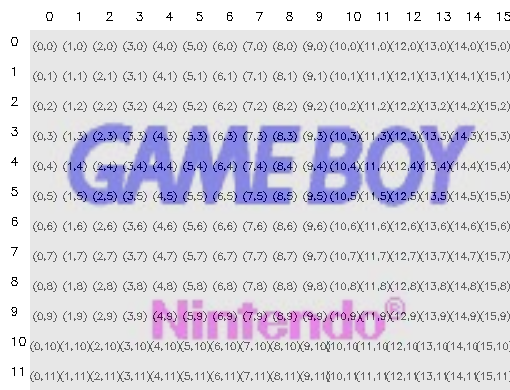 0 1 2 3 4 5 6 7 8 9 10 11 12 13 14 15
0 (0,0) (1,0) (2,0) (3,0) (4,0) (5,0) (6,0) (7,0) (8,0) (9,0) (10,0) (11,0) (12,0) (13,0) (14,0) (15,0)
1 (0,1) (1,1) (2,1) (3,1) (4,1) (5,1) (6,1) (7,1) (8,1) (9,1) (10,1) (11,1) (12,1) (13,1) (14,1) (15,1)
2 (0,2) (1,2) (2,2) (3,2) (4,2) (5,2) (6,2) (7,2) (8,2) (9,2) (10,2) (11,2) (12,2) (13,2) (14,2) (15,2)
3 (0,3) (1,3) (2,3) (3,3) (4,3) (5,3) (6,3) (7,3) (8,3) (9,3) (10,3) (11,3) (12,3) (13,3) (14,3) (15,3)
GAME BOY
4 (0,4) (1,4) (2,4) (3,4) (4,4) (5,4) (6,4) (7,4) (8,4) (9,4) (10,4) (11,4) (12,4) (13,4) (14,4) (15,4)
5 (0,5) (1,5) (2,5) (3,5) (4,5) (5,5) (6,5) (7,5) (8,5) (9,5) (10,5) (11,5) (12,5) (13,5) (14,5) (15,5)
6 (0,6) (1,6) (2,6) (3,6) (4,6) (5,6) (6,6) (7,6) (8,6) (9,6) (10,6) (11,6) (12,6) (13,6) (14,6) (15,6)
7 (0,7) (1,7) (2,7) (3,7) (4,7) (5,7) (6,7) (7,7) (8,7) (9,7) (10,7) (11,7) (12,7) (13,7) (14,7) (15,7)
8 (0,8) (1,8) (2,8) (3,8) (4,8) (5,8) (6,8) (7,8) (8,8) (9,8) (10,8) (11,8) (12,8) (13,8) (14,8) (15,8)
9 (0,9) (1,9) (2,9) (3,9) (4,9) (5,9) (6,9) (7,9) (8,9) (9,9) (10,9) (11,9) (12,9) (13,9) (14,9) (15,9)
Nintendo®
10 (0,10) (1,10) (2,10) (3,10) (4,10) (5,10) (6,10) (7,10) (8,10) (9,10) (10,10) (11,10) (12,10) (13,10) (14,10) (15,10)
11 (0,11) (1,11) (2,11) (3,11) (4,11) (5,11) (6,11) (7,11) (8,11) (9,11) (10,11) (11,11) (12,11) (13,11) (14,11) (15,11)